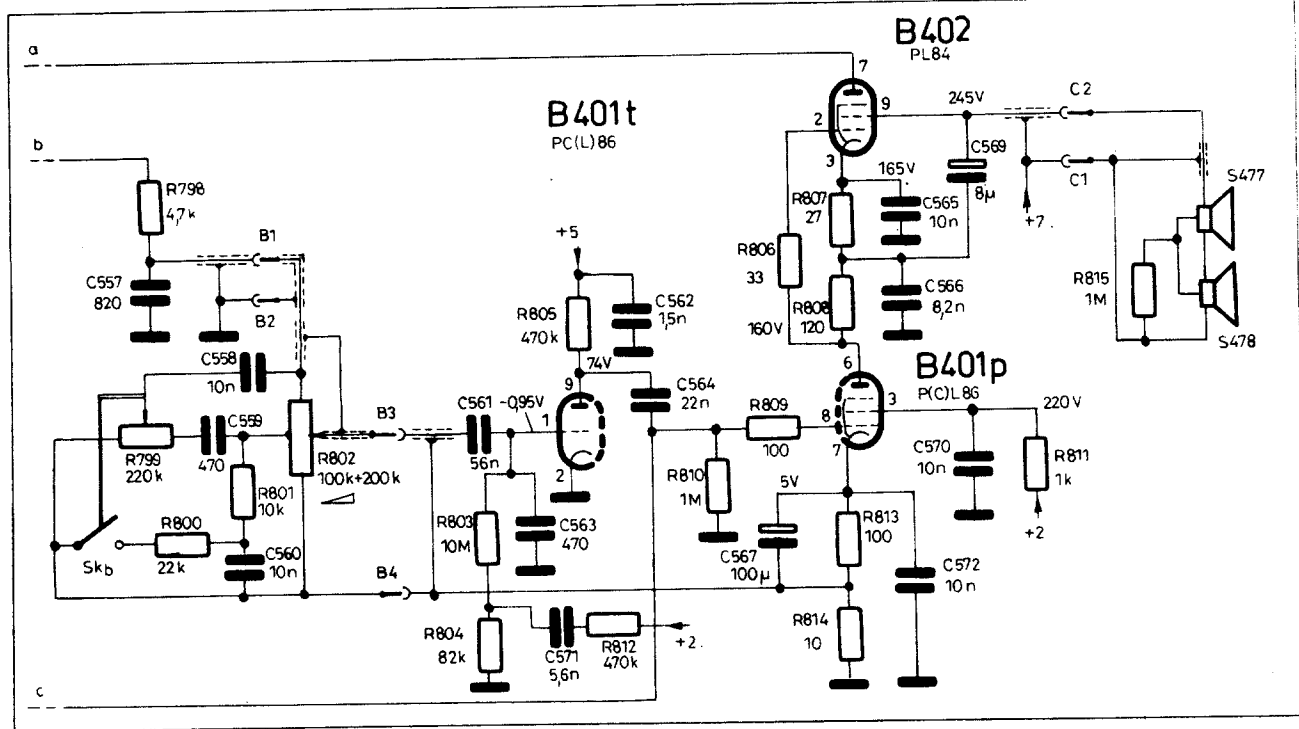 a
B402
PL84
7
C2
B401t
PC(L)86
2
9
245V
b
3
C569
8µ
C1
S477
R798
4,7k
165V
R807
27
C565
10n
+7.
+5
R806
33
B1
C557
820
C562
1,5n
R815
1M
C566
8,2n
R805
470k
R808
120
B2
160V
S478
C558
10n
74V
6
B401p
P(C)L86
9
C564
22n
C559
B3
C561
-0,95V
1
R809
8
3
220V
R799
220k
470
R802
100k+200k
56n
100
7
C570
10n
R811
1k
2
R810
1M
R801
10k
5V
R803
10M
C563
470
R813
100
+2
R800
22k
C567
100µ
Skb
C560
10n
B4
C572
10n
R804
82k
R814
10
C571
5,6n
R812
470k
+2.
c